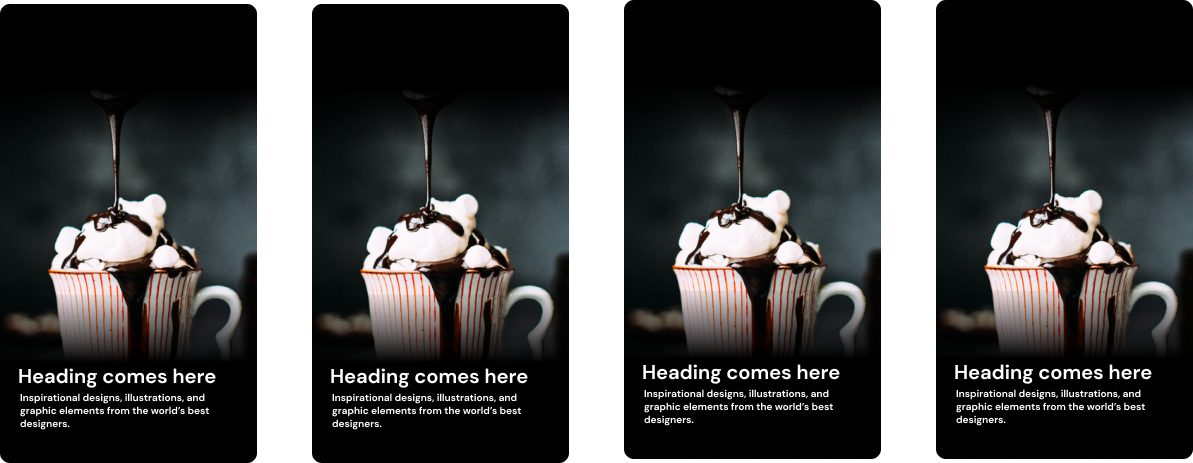 Heading comes here
Inspirational designs, illustrations, and
graphic elements from the world's best
designers.
Heading comes here
Inspirational designs, illustrations, and
graphic elements from the world's best
designers.
Heading comes here
Inspirational designs, illustrations, and
graphic elements from the world's best
designers.
Heading comes here
Inspirational designs, illustrations, and
graphic elements from the world's best
designers.